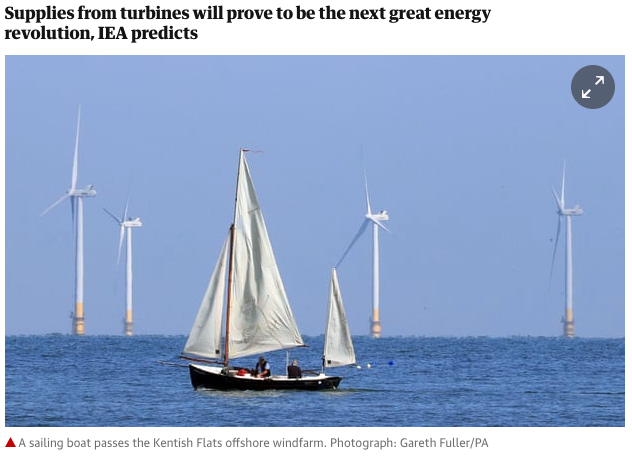 Supplies from turbines will prove to be the next great energy
revolution, IEA predicts
A sailing boat passes the Kentish Flats offshore windfarm. Photograph: Gareth Fuller/PA